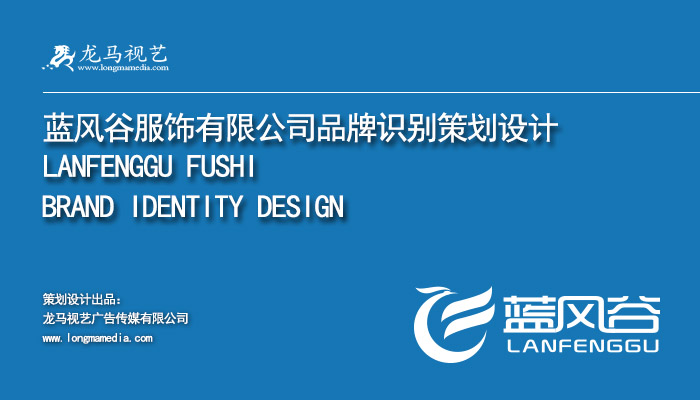 龙马视艺
www.longmamedia.com
蓝风谷服饰有限公司品牌识别策划设计
LANFENGGU FUSHI
BRAND IDENTITY DESIGN
策划设计出品：
龙马视艺广告传媒有限公司
www.longmamedia.com
蓝风谷
LANFENGGU